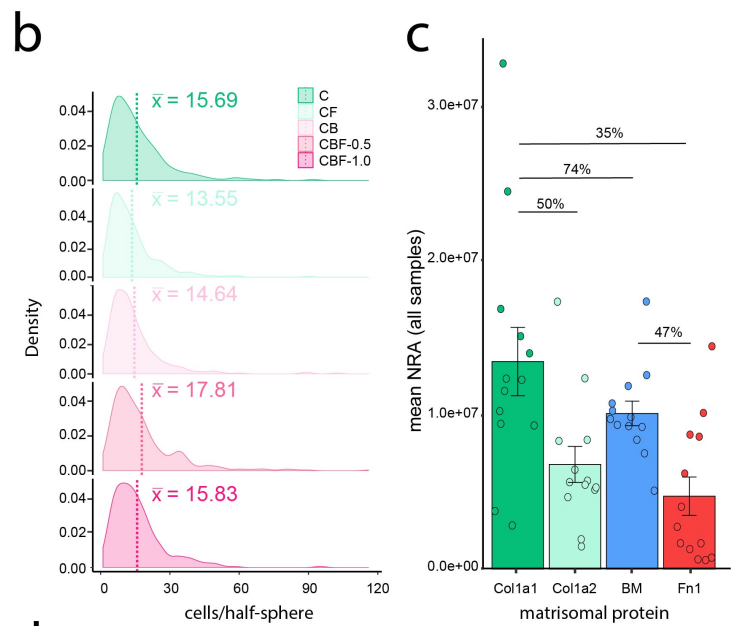 b
Density
0.04
0.02
0.00
x̄ = 15.69
C
CF
CB
CBF-0.5
CBF-1.0
0.04
0.02
0.00
x̄ = 13.55
0.04
0.02
0.00
x̄ = 14.64
0.04
0.02
0.00
x̄ = 17.81
0.04
0.02
0.00
x̄ = 15.83
0 30 60 90 120
cells/half-sphere
c
mean NRA (all samples)
3.0e+07
2.0e+07
1.0e+07
0.0e+00
35%
74%
50%
47%
Col1a1 Col1a2 BM Fn1
matrisomal protein